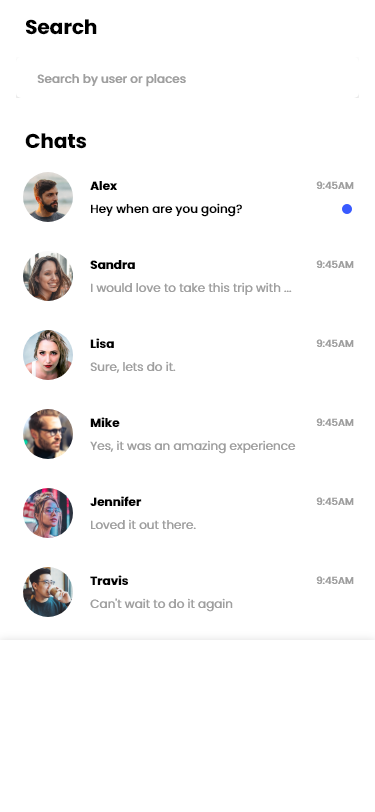 Search
Search by user or places
Chats
Alex 9:45AM
Hey when are you going?
Sandra 9:45AM
I would love to take this trip with ...
Lisa 9:45AM
Sure, lets do it.
Mike 9:45AM
Yes, it was an amazing experience
Jennifer 9:45AM
Loved it out there.
Travis 9:45AM
Can't wait to do it again